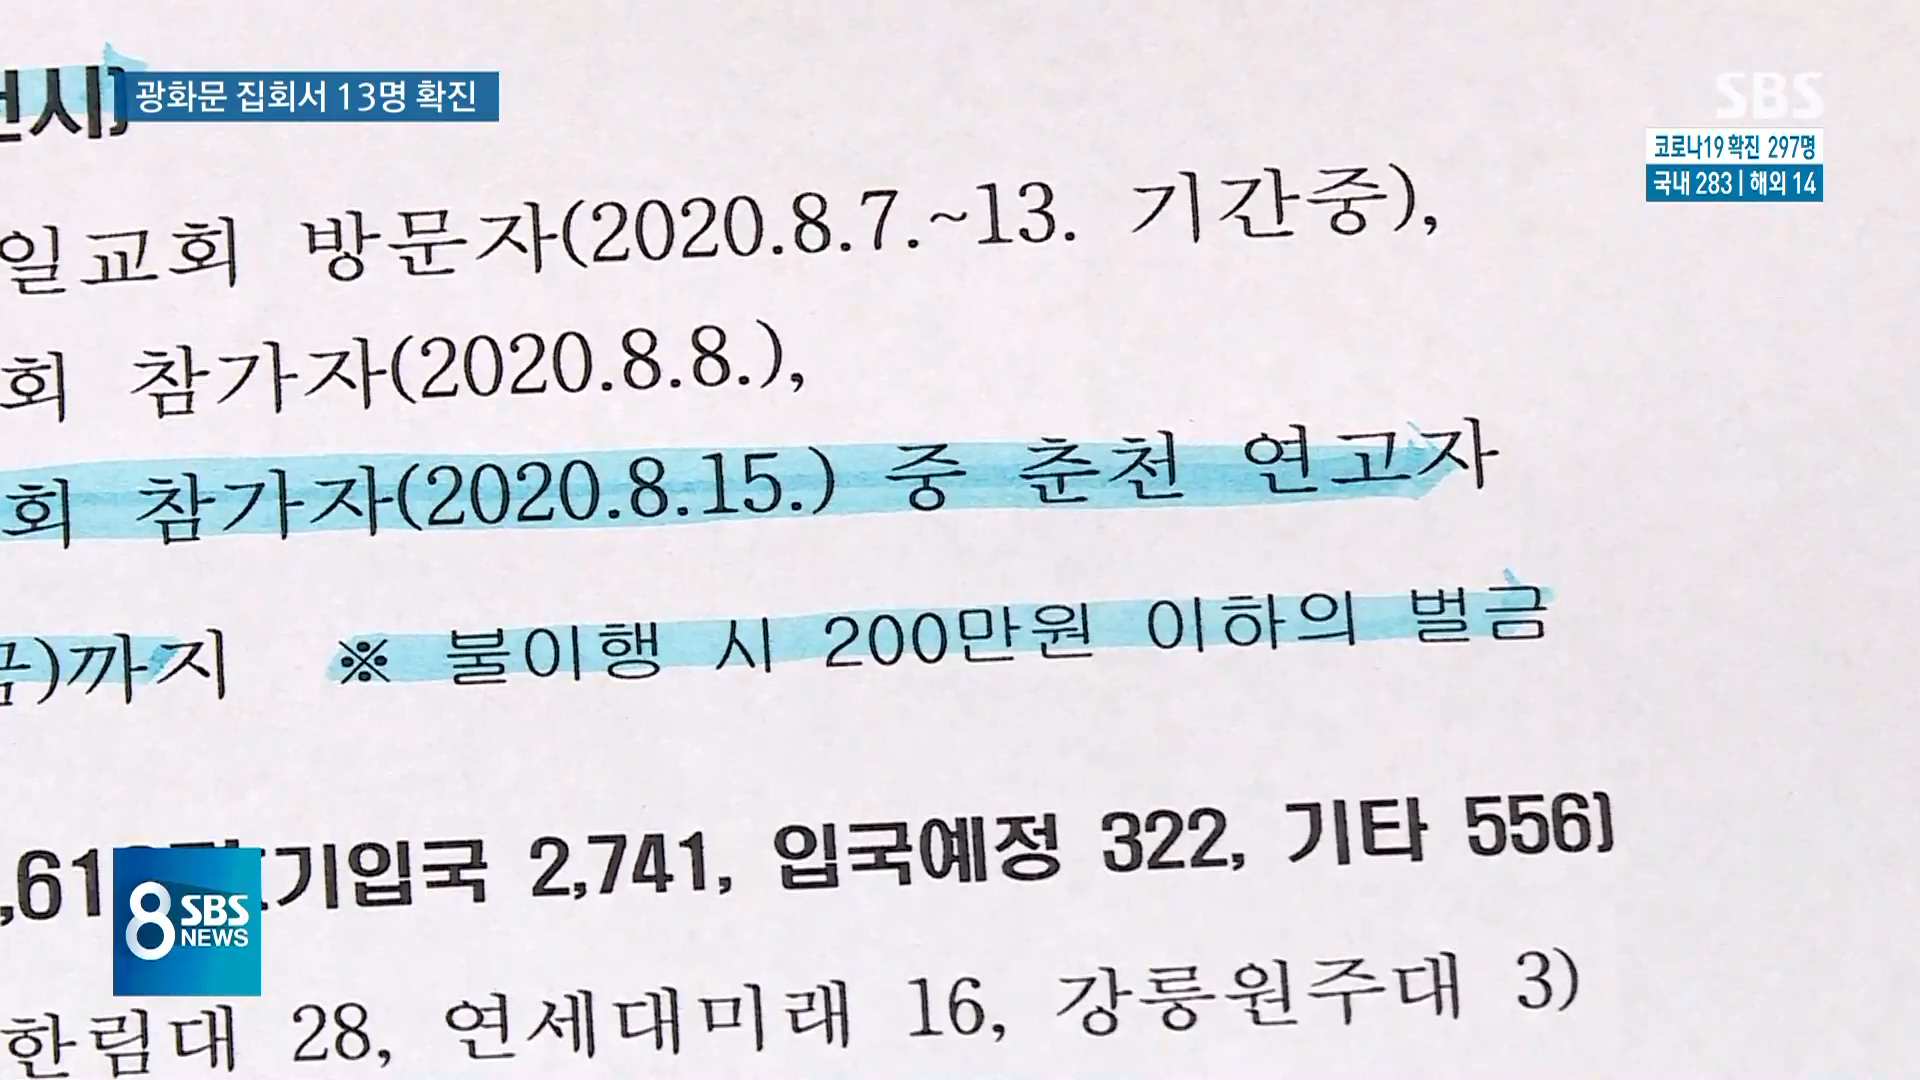 시]
광화문 집회서 13명 확진
SBS
코로나19 확진 297명
국내 283 | 해외 14
일교회 방문자(2020.8.7.~13. 기간중),
회 참가자(2020.8.8.),
회 참가자(2020.8.15.) 중 춘천 연고자
)까지 ※ 불이행 시 200만원 이하의 벌금
기입국 2,741, 입국예정 322, 기타 556]
8 SBS NEWS
한림대 28, 연세대미래 16, 강릉원주대 3)